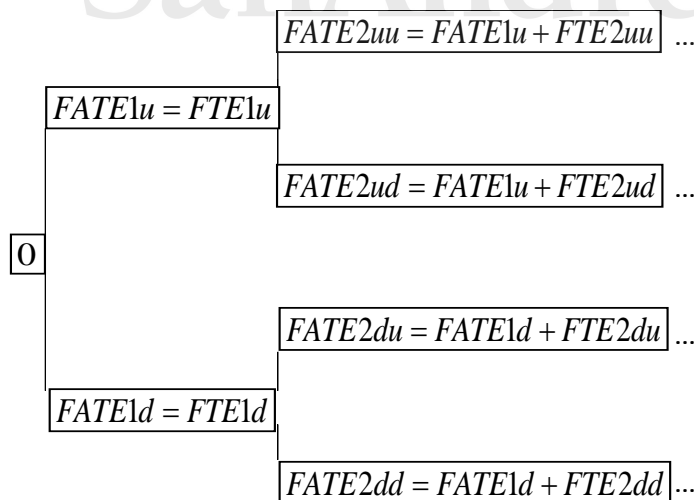 FATE2uu = FATE1u + FTE2uu ...
FATE1u = FTE1u
FATE2ud = FATE1u + FTE2ud ...
0
FATE2du = FATE1d + FTE2du ...
FATE1d = FTE1d
FATE2dd = FATE1d + FTE2dd ...